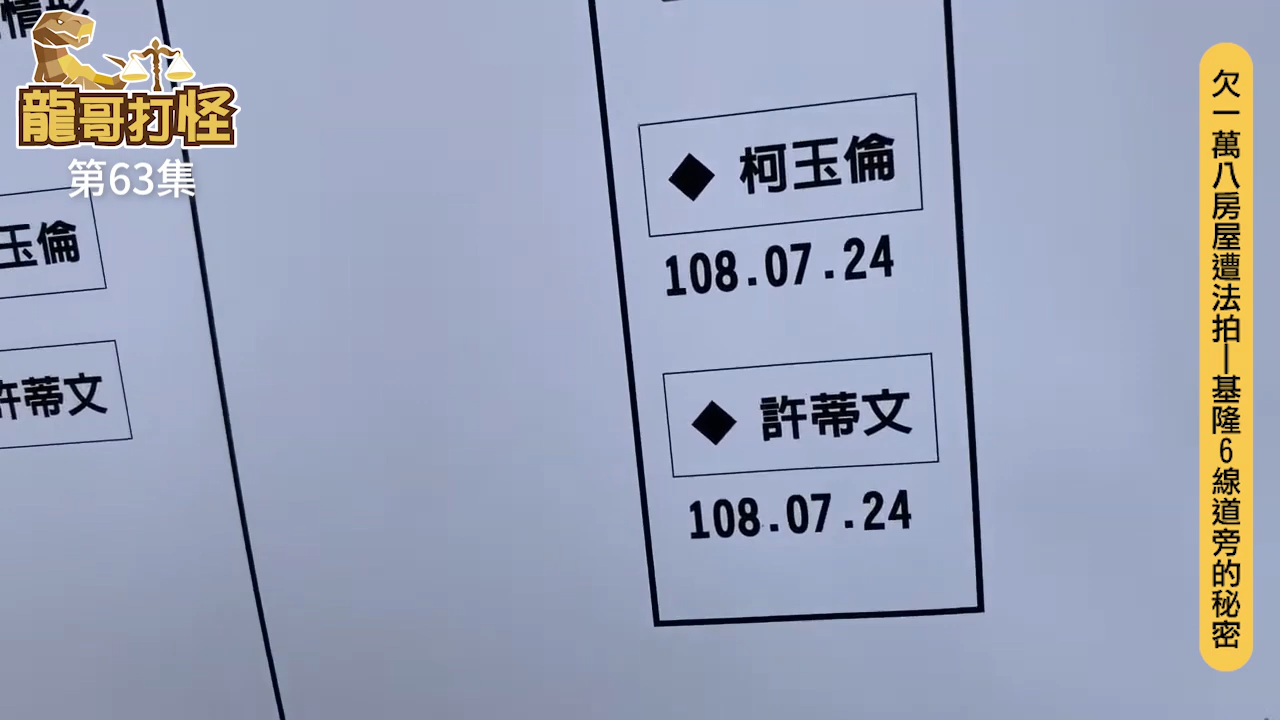 情形
龍哥打怪
第63集
玉倫
許蒂文
◆ 柯玉倫
108.07.24
◆ 許蒂文
108.07.24
欠一萬八房屋遭法拍—基隆6線道旁的秘密